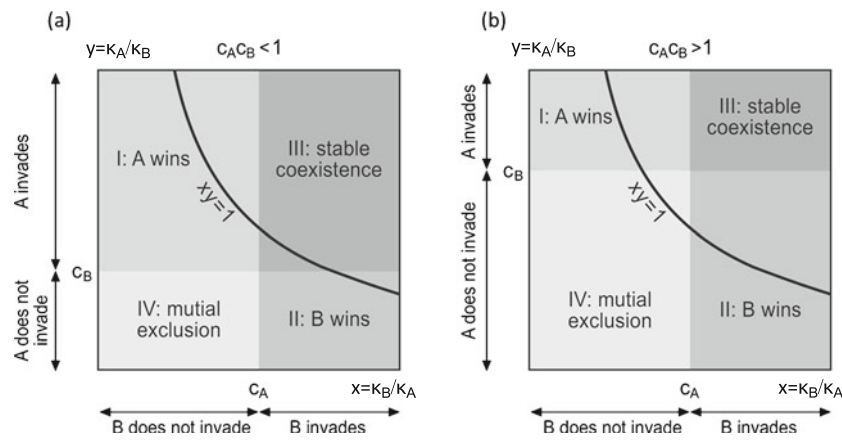 (a)
y=κA/κB
cAcB <1
A invades
A does not
invade
cB
I: A wins
III: stable
coexistence
xy=1
IV: mutial
exclusion
II: B wins
cA
x=κB/κA
B does not invade
B invades
(b)
y=κA/κB
cAcB >1
A invades
A does not invade
cB
I: A wins
III: stable
coexistence
xy=1
IV: mutial
exclusion
II: B wins
cA
x=κB/κA
B does not invade
B invades